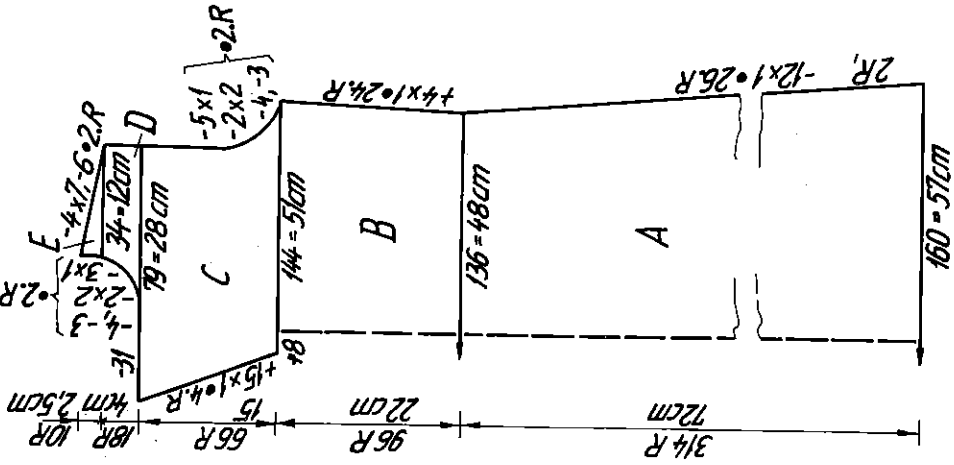 E
-4x7,-6•2.R
D
-3x1
-2x2
-4,-3
•2.R
34=12cm
-31
79=28cm
C
-5x1
-2x2
-4,-3
•2.R
+15x1•4.R
+8
144=51cm
B
+4x1•24.R
136=48cm
A
-12x1•26.R
2R,
160=57cm
10R
2,5cm
18R
4cm
66R
15
96R
22cm
314R
72cm